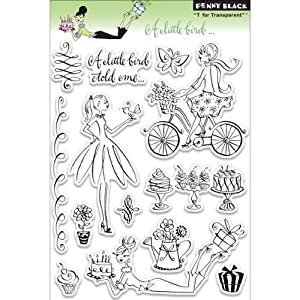 PENNY BLACK
"T for Transparent"
A little bird ...
A little bird
told me...